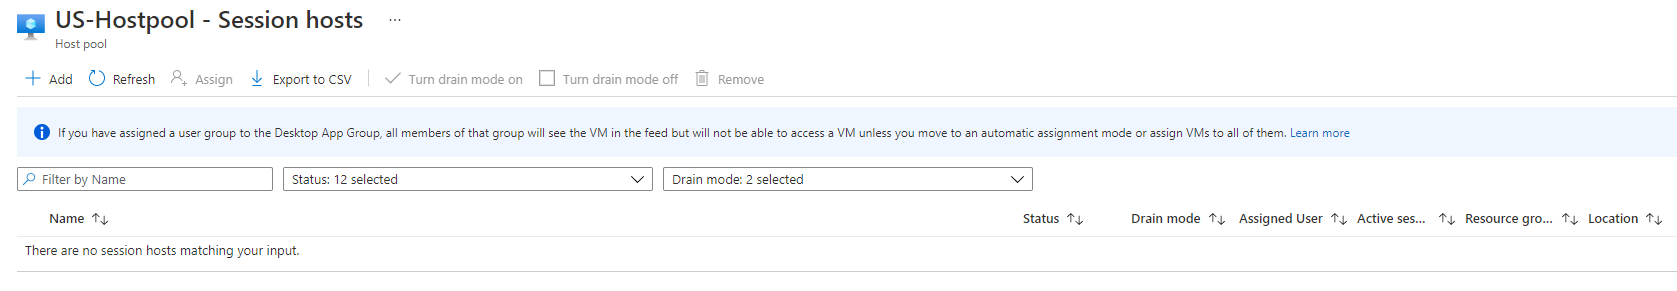 US-Hostpool - Session hosts ...
Host pool
Add Refresh Assign Export to CSV Turn drain mode on Turn drain mode off Remove
If you have assigned a user group to the Desktop App Group, all members of that group will see the VM in the feed but will not be able to access a VM unless you move to an automatic assignment mode or assign VMs to all of them. Learn more
Filter by Name Status: 12 selected Drain mode: 2 selected
Name Status Drain mode Assigned User Active ses... Resource gro... Location
There are no session hosts matching your input.